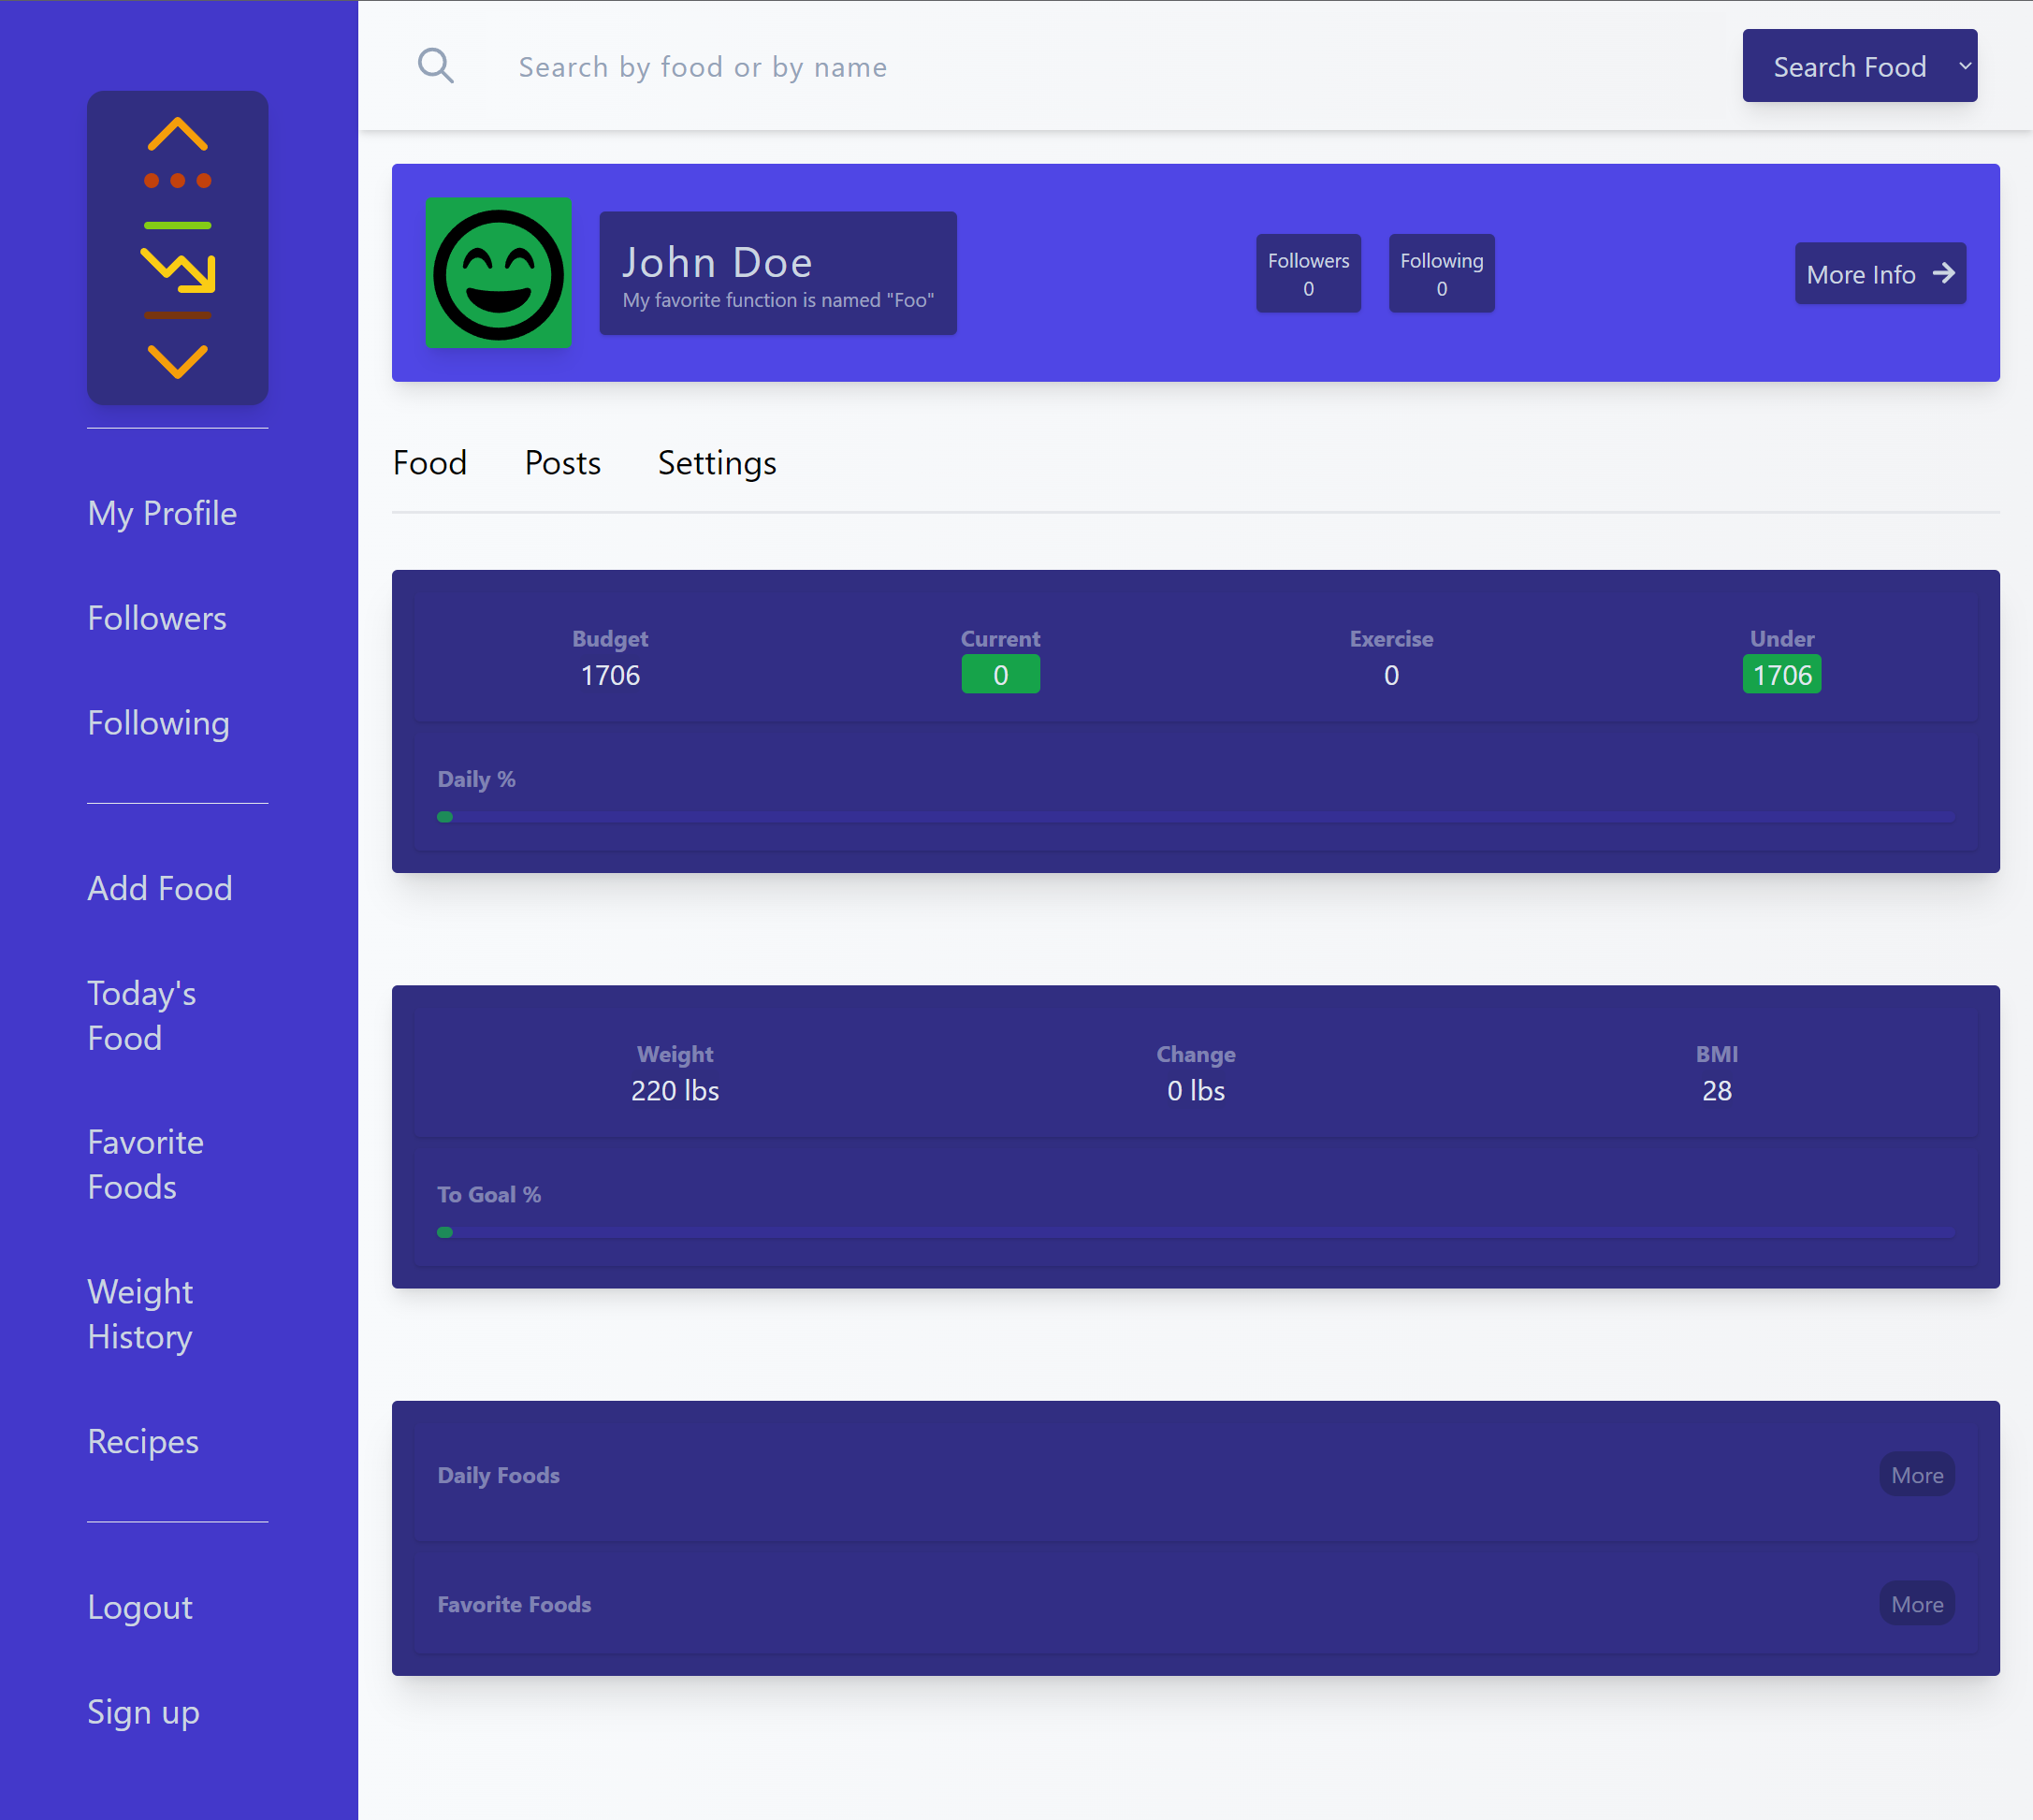 Search by food or by name
Search Food
John Doe
My favorite function is named "Foo"
Followers
0
Following
0
More Info
My Profile
Followers
Following
Add Food
Today's
Food
Favorite
Foods
Weight
History
Recipes
Logout
Sign up
Food Posts Settings
Budget Current Exercise Under
1706 0 0 1706
Daily %
Weight Change BMI
220 lbs 0 lbs 28
To Goal %
Daily Foods More
Favorite Foods More